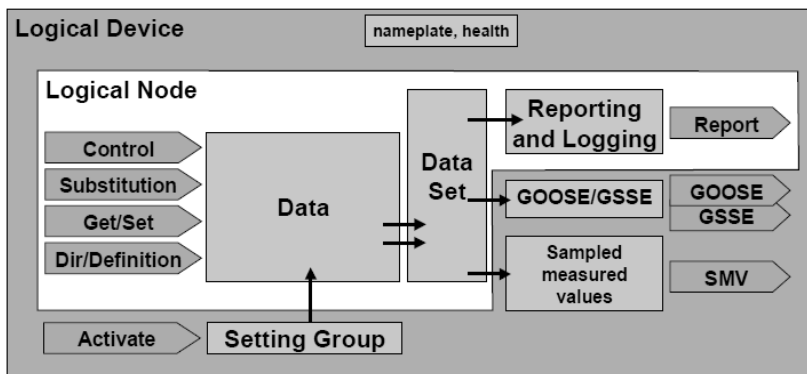 Logical Device
nameplate, health
Logical Node
Control
Substitution
Get/Set
Dir/Definition
Data
Data
Set
Reporting
and Logging
Report
GOOSE/GSSE
GOOSE
GSSE
Sampled
measured
values
SMV
Activate
Setting Group